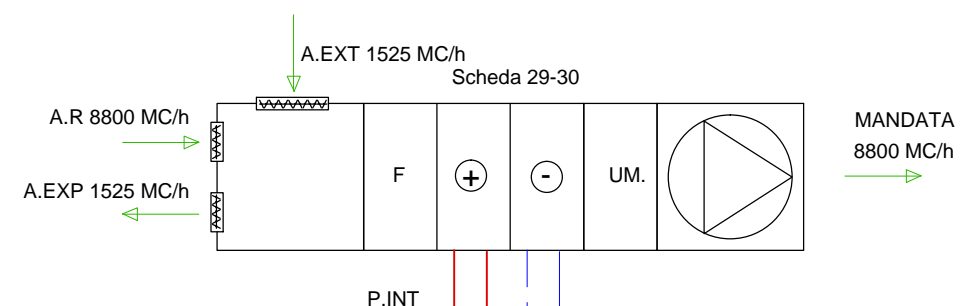 A.EXT 1525 MC/h
Scheda 29-30
A.R 8800 MC/h
MANDATA
8800 MC/h
A.EXP 1525 MC/h
F
+
-
UM.
P.INT